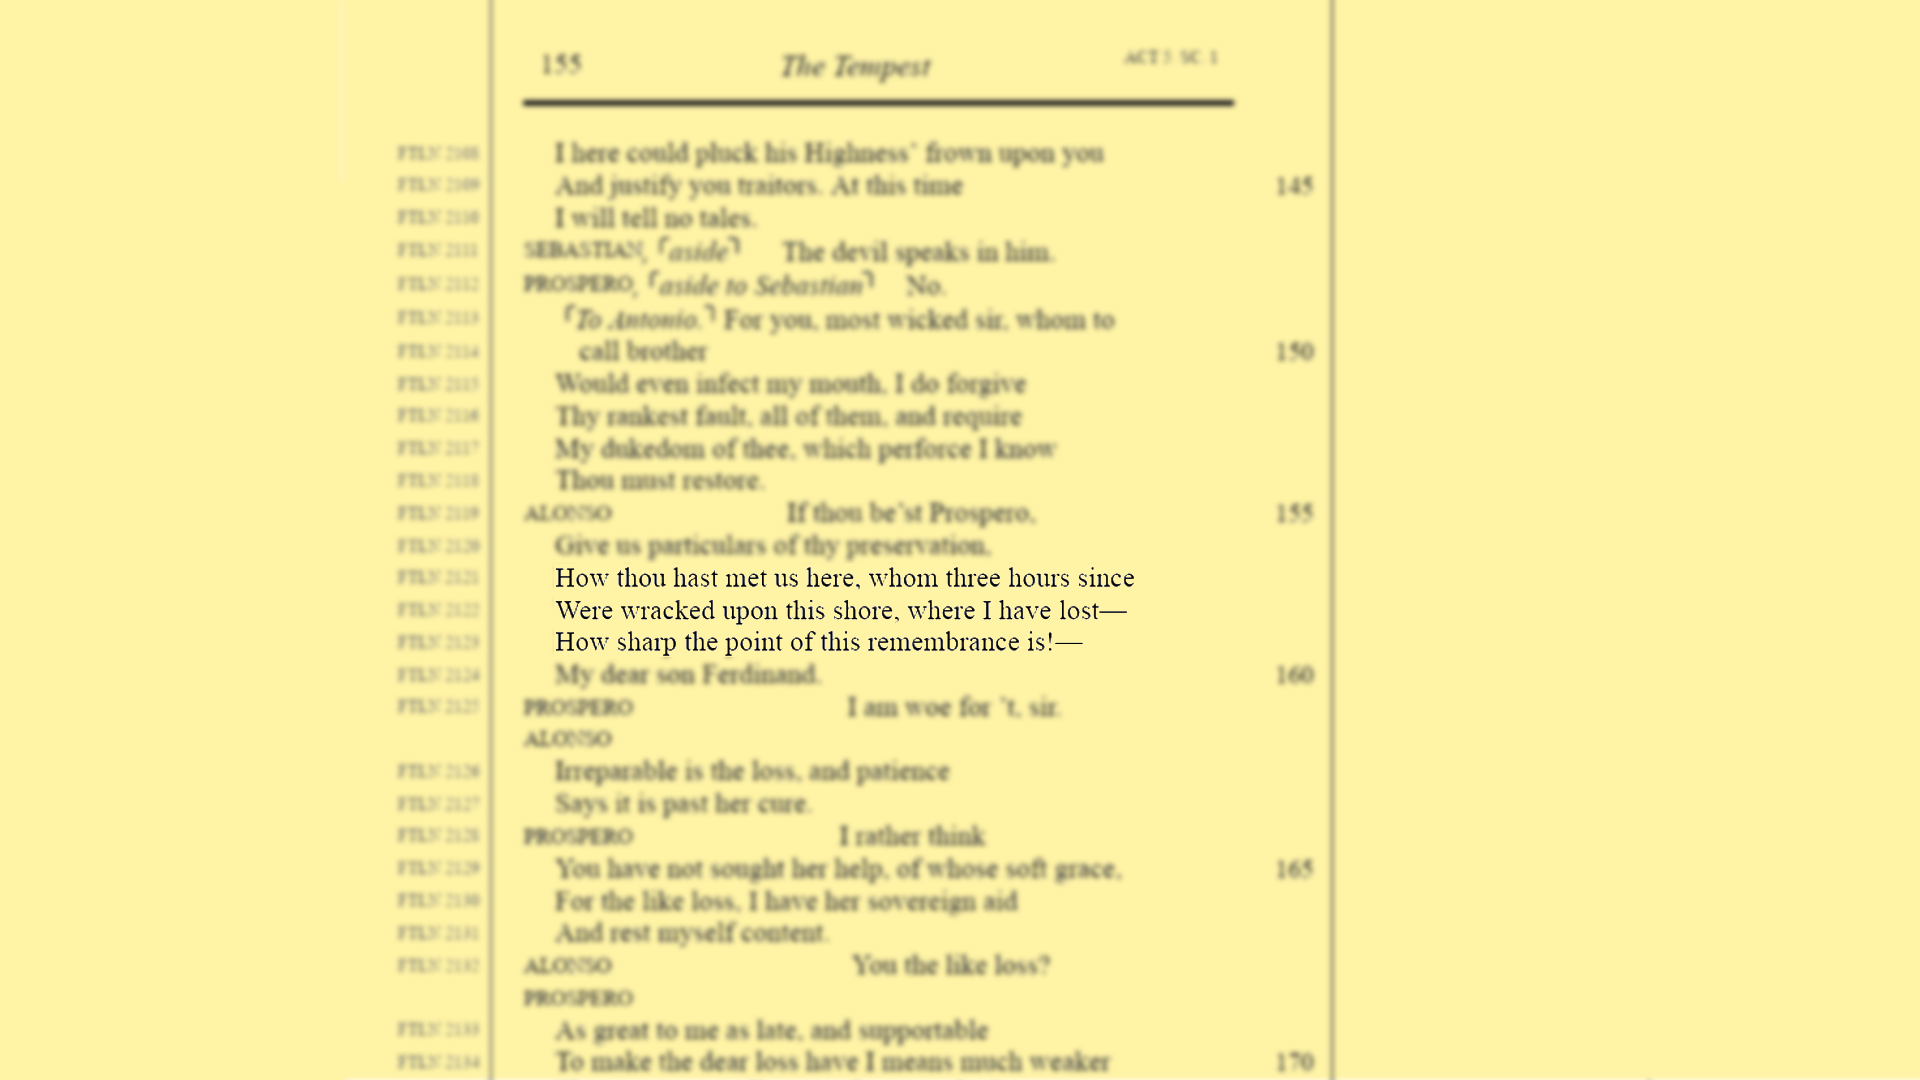 155 The Tempest ACT 5. SC. 1
FTLN 2108 I here could pluck his Highness’ frown upon you
FTLN 2109 And justify you traitors. At this time 145
FTLN 2110 I will tell no tales.
FTLN 2111 SEBASTIAN, ⌜aside⌝ The devil speaks in him.
FTLN 2112 PROSPERO, ⌜aside to Sebastian⌝ No.
FTLN 2113 ⌜To Antonio.⌝ For you, most wicked sir, whom to
FTLN 2114 call brother 150
FTLN 2115 Would even infect my mouth, I do forgive
FTLN 2116 Thy rankest fault, all of them, and require
FTLN 2117 My dukedom of thee, which perforce I know
FTLN 2118 Thou must restore.
FTLN 2119 ALONSO If thou be’st Prospero, 155
FTLN 2120 Give us particulars of thy preservation,
FTLN 2121 How thou hast met us here, whom three hours since
FTLN 2122 Were wracked upon this shore, where I have lost—
FTLN 2123 How sharp the point of this remembrance is!—
FTLN 2124 My dear son Ferdinand. 160
FTLN 2125 PROSPERO I am woe for ’t, sir.
ALONSO
FTLN 2126 Irreparable is the loss, and patience
FTLN 2127 Says it is past her cure.
FTLN 2128 PROSPERO I rather think
FTLN 2129 You have not sought her help, of whose soft grace, 165
FTLN 2130 For the like loss, I have her sovereign aid
FTLN 2131 And rest myself content.
FTLN 2132 ALONSO You the like loss?
PROSPERO
FTLN 2133 As great to me as late, and supportable
FTLN 2134 To make the dear loss have I means much weaker 170